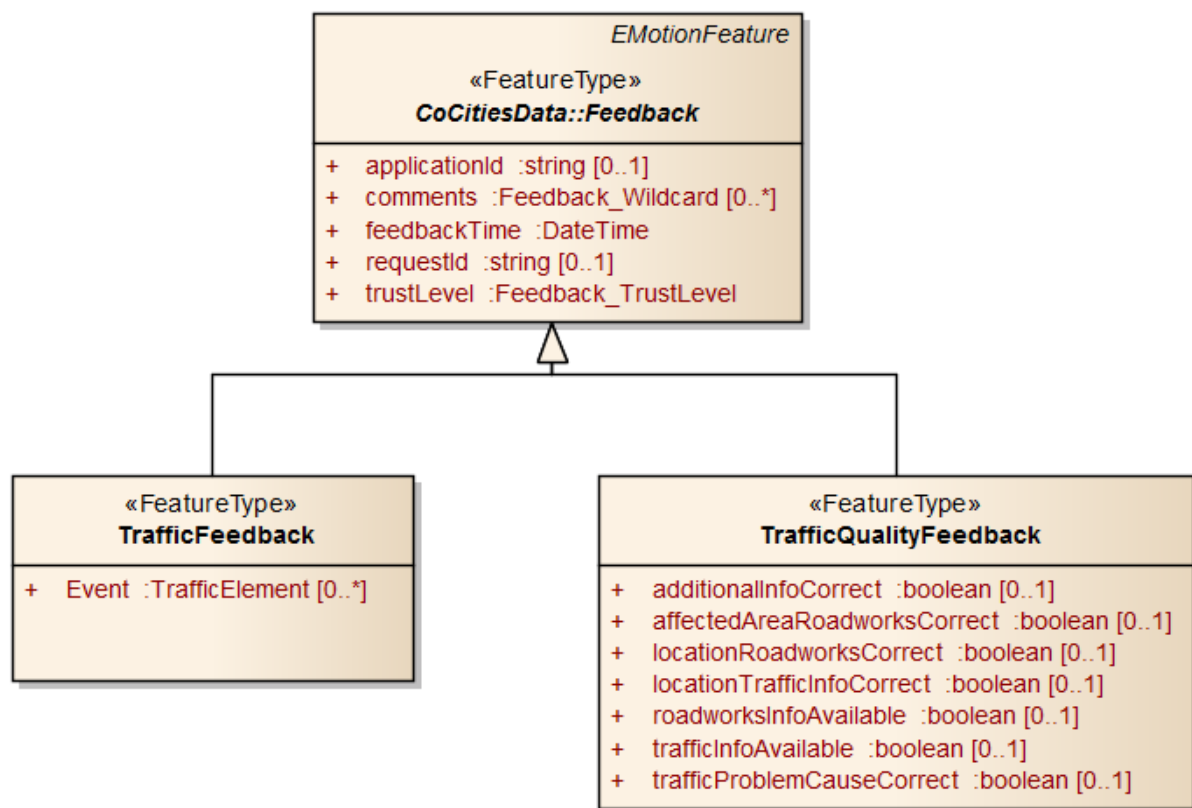 EMotionFeature
«FeatureType»
CoCitiesData::Feedback
+ applicationId :string [0..1]
+ comments :Feedback_Wildcard [0..*]
+ feedbackTime :DateTime
+ requestId :string [0..1]
+ trustLevel :Feedback_TrustLevel
«FeatureType»
TrafficFeedback
+ Event :TrafficElement [0..*]
«FeatureType»
TrafficQualityFeedback
+ additionalInfoCorrect :boolean [0..1]
+ affectedAreaRoadworksCorrect :boolean [0..1]
+ locationRoadworksCorrect :boolean [0..1]
+ locationTrafficInfoCorrect :boolean [0..1]
+ roadworksInfoAvailable :boolean [0..1]
+ trafficInfoAvailable :boolean [0..1]
+ trafficProblemCauseCorrect :boolean [0..1]